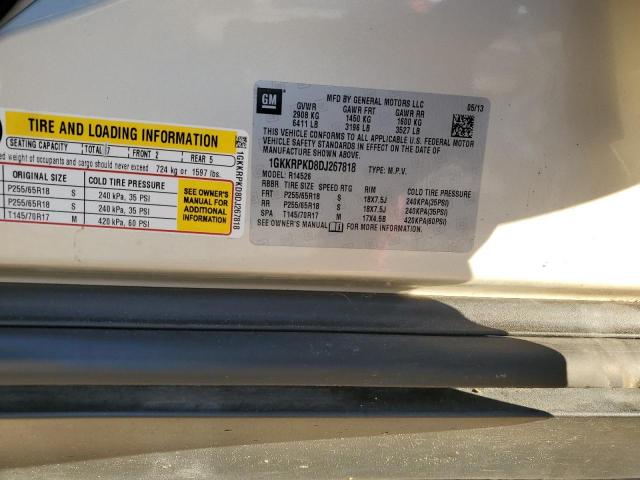 TIRE AND LOADING INFORMATION
SEATING CAPACITY TOTAL 7 FRONT 2 REAR 5
weight of occupants and cargo should never exceed 724 kg or 1597 lbs.
ORIGINAL SIZE COLD TIRE PRESSURE
P255/65R18 S 240 kPa, 35 PSI
P255/65R18 S 240 kPa, 35 PSI
T145/70R17 M 420 kPa, 60 PSI
SEE OWNER'S
MANUAL FOR
ADDITIONAL
INFORMATION
1GKKRPKD8DJ267818
GM
MFD BY GENERAL MOTORS LLC 05/13
GVWR GAWR FRT GAWR RR
2908 KG 1450 KG 1600 KG
6411 LB 3196 LB 3527 LB
THIS VEHICLE CONFORMS TO ALL APPLICABLE U.S. FEDERAL MOTOR
VEHICLE SAFETY STANDARDS IN EFFECT ON THE DATE OF
MANUFACTURE SHOWN ABOVE.
1GKKRPKD8DJ267818 TYPE: M.P.V.
MODEL: R14526
TIRE SIZE SPEED RTG RIM COLD TIRE PRESSURE
FRT P255/65R18 S 18X7.5J 240KPA(35PSI)
RR P255/65R18 S 18X7.5J 240KPA(35PSI)
SPA T145/70R17 M 17X4.5B 420KPA(60PSI)
SEE OWNER'S MANUAL FOR MORE INFORMATION.